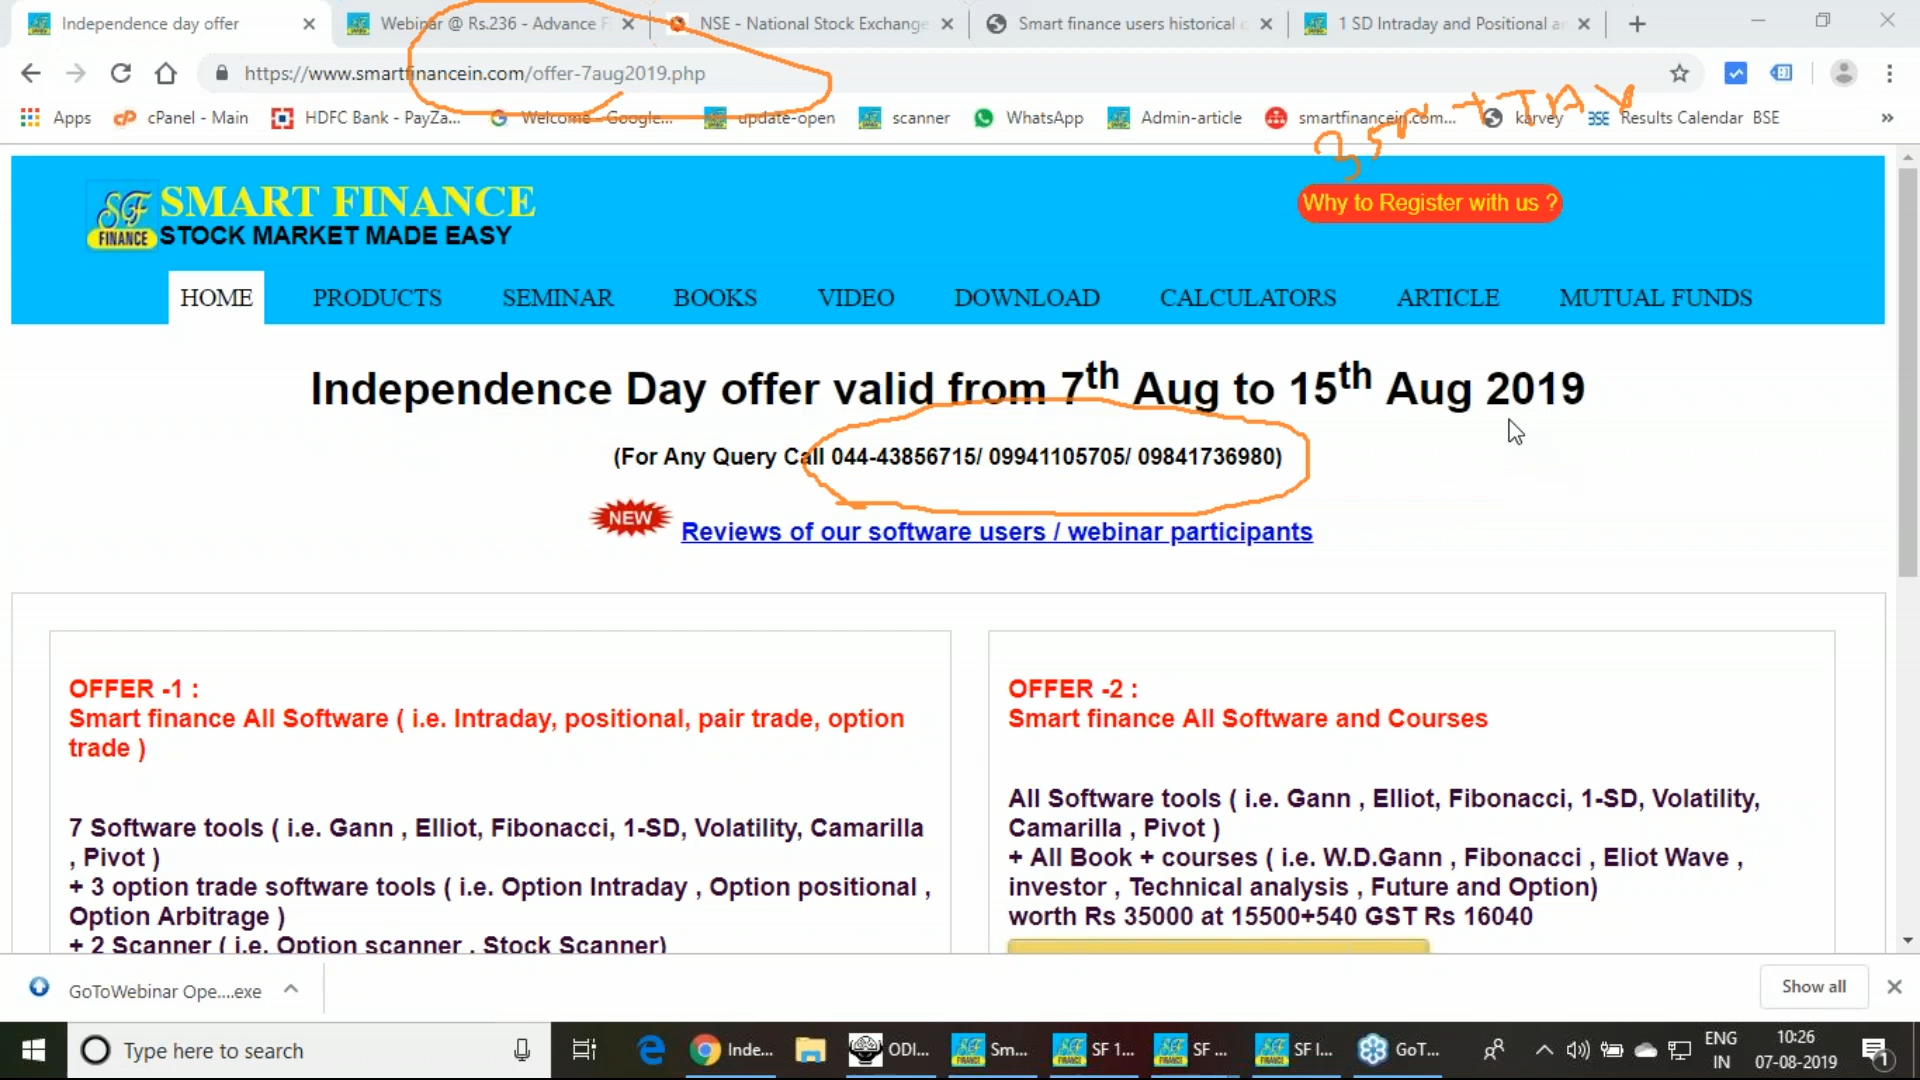 Independence day offer
Webinar @ Rs.236 - Advance F
NSE - National Stock Exchange
Smart finance users historical
1 SD Intraday and Positional a
https://www.smartfinancein.com/offer-7aug2019.php
Apps
cPanel - Main
HDFC Bank - PayZa...
Welcome - Google...
update-open
scanner
WhatsApp
Admin-article
smartfinancein.com...
karvey
BSE Results Calendar BSE
SF
FINANCE
SMART FINANCE
STOCK MARKET MADE EASY
Why to Register with us ?
HOME
PRODUCTS
SEMINAR
BOOKS
VIDEO
DOWNLOAD
CALCULATORS
ARTICLE
MUTUAL FUNDS
Independence Day offer valid from 7th Aug to 15th Aug 2019
(For Any Query Call 044-43856715/ 09941105705/ 09841736980)
NEW
Reviews of our software users / webinar participants
OFFER -1 :
Smart finance All Software ( i.e. Intraday, positional, pair trade, option
trade )
7 Software tools ( i.e. Gann , Elliot, Fibonacci, 1-SD, Volatility, Camarilla
, Pivot )
+ 3 option trade software tools ( i.e. Option Intraday , Option positional ,
Option Arbitrage )
+ 2 Scanner ( i.e. Option scanner , Stock Scanner)
OFFER -2 :
Smart finance All Software and Courses
All Software tools ( i.e. Gann , Elliot, Fibonacci, 1-SD, Volatility,
Camarilla , Pivot )
+ All Book + courses ( i.e. W.D.Gann , Fibonacci , Eliot Wave ,
investor , Technical analysis , Future and Option)
worth Rs 35000 at 15500+540 GST Rs 16040
GoToWebinar Ope....exe
Show all
Type here to search
Inde...
ODI...
Sm...
SF 1...
SF ...
SF I...
GoT...
ENG
IN
10:26
07-08-2019
1